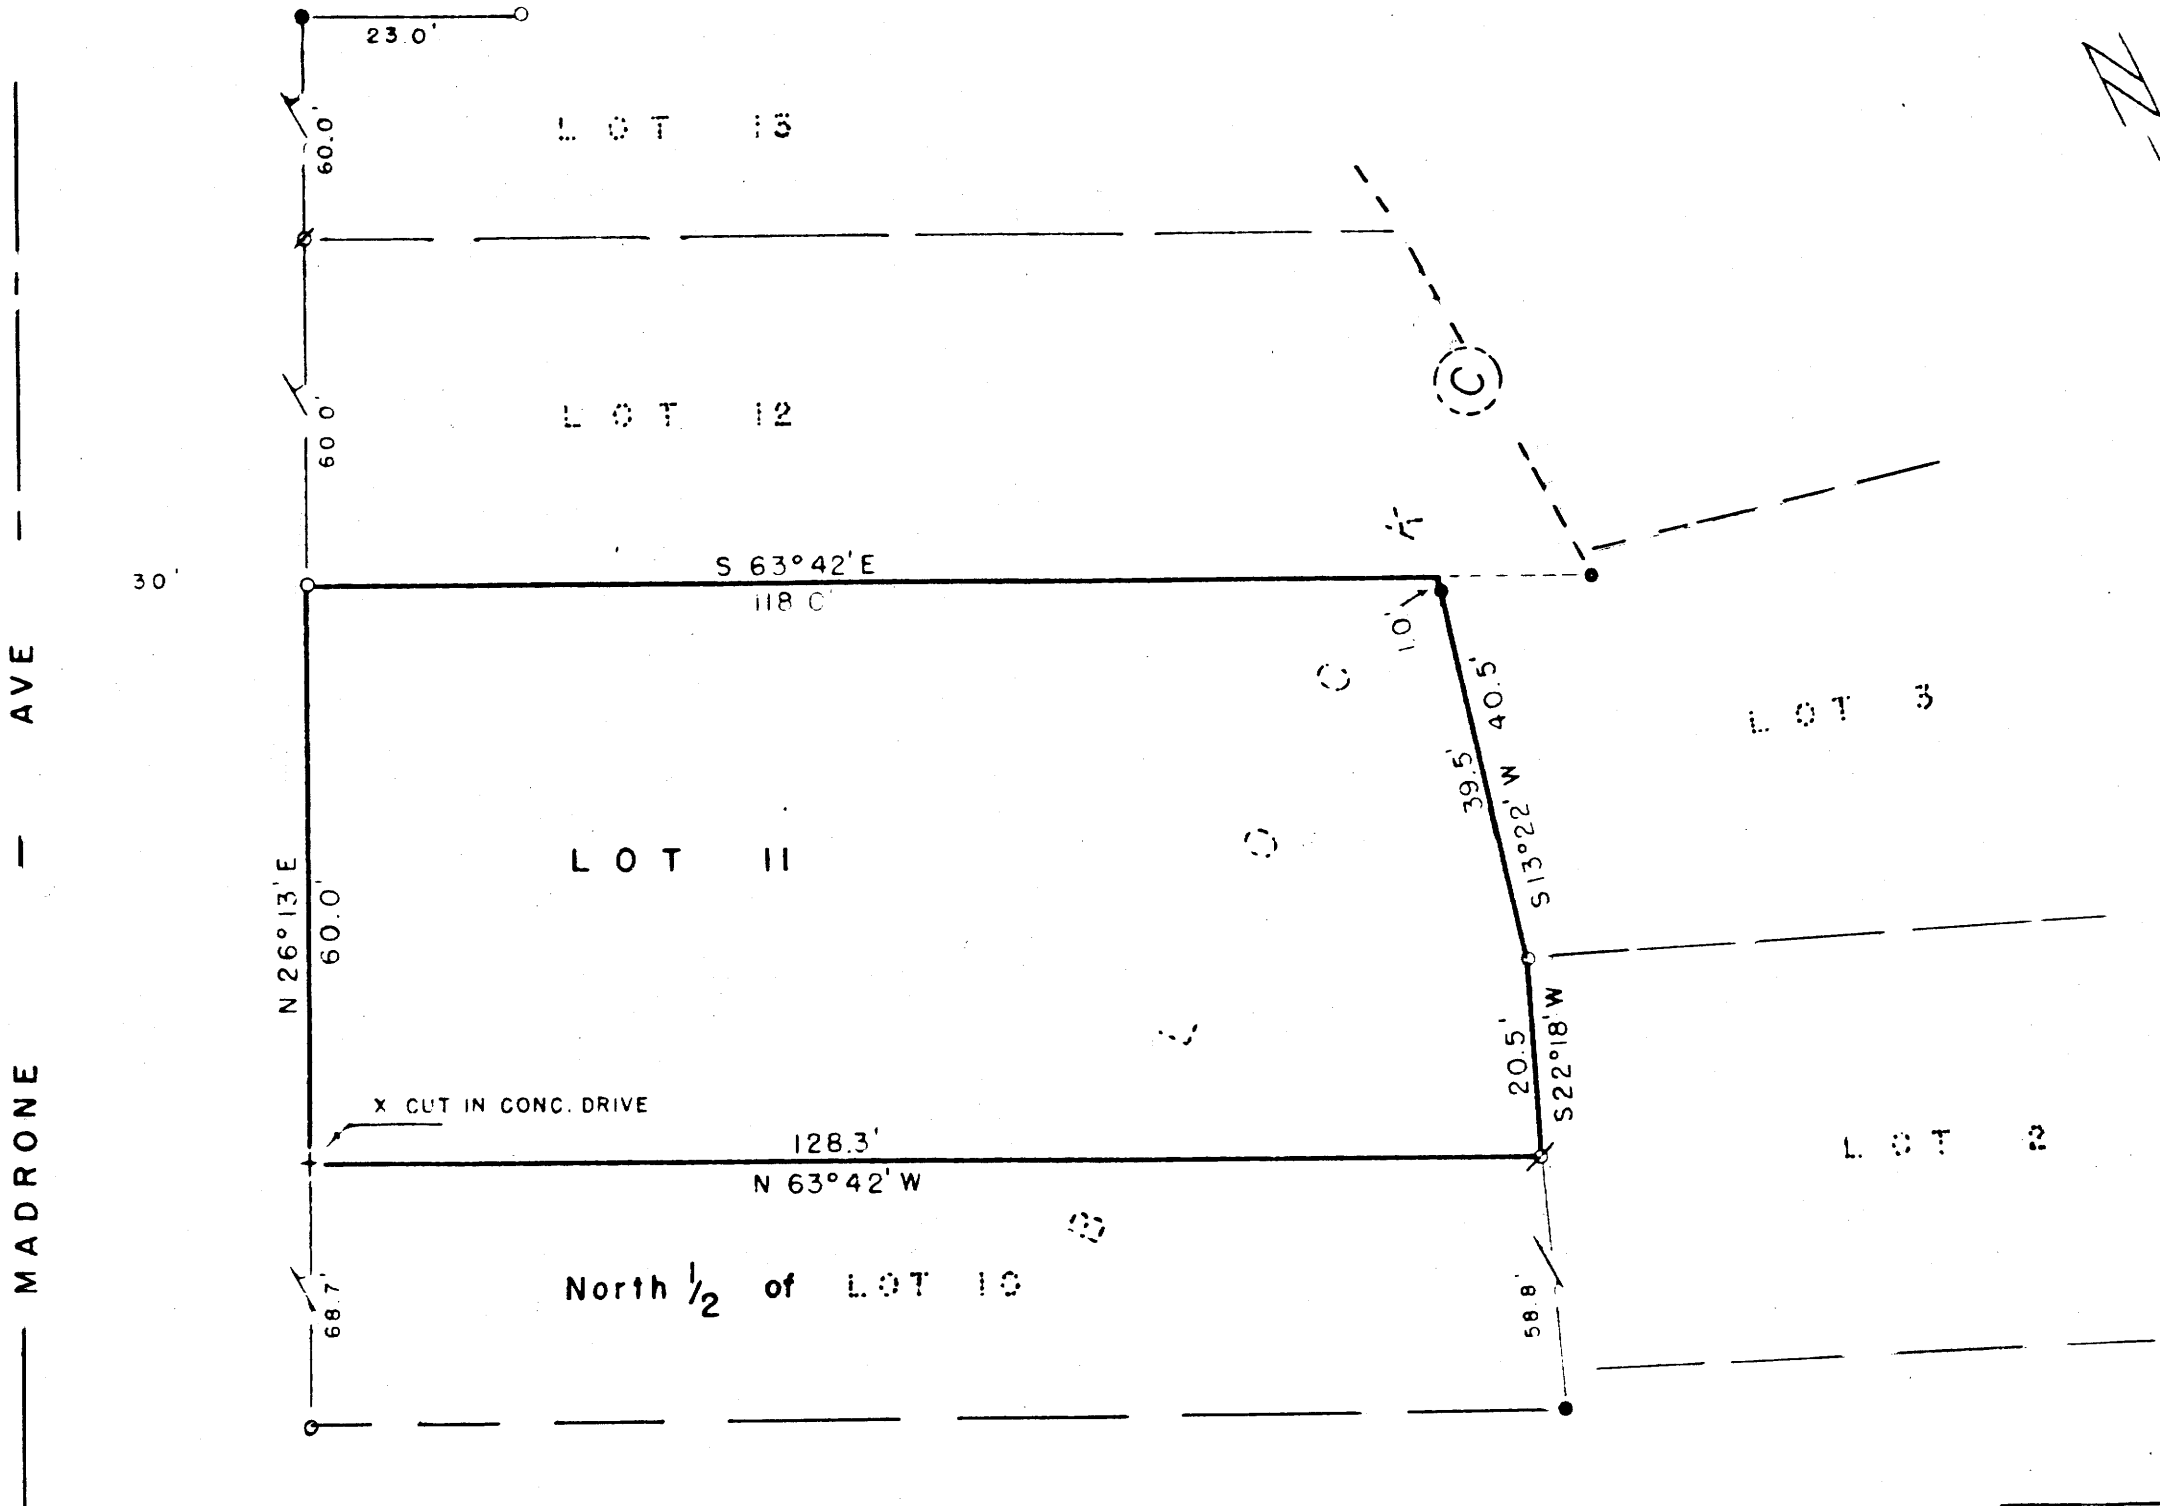 23.0'
60.0'
LOT 13
60.0'
LOT 12
C
30'
S 63°42'E
118.0'
1.0'
40.5'
39.5'
S13°22'W
LOT 3
MADRONE — AVE
N 26°13'E
60.0'
LOT 11
20.5'
S22°18'W
X CUT IN CONC. DRIVE
128.3'
N 63°42'W
LOT 2
B L O C K
North 1/2 of LOT 10
68.7'
58.8'
N